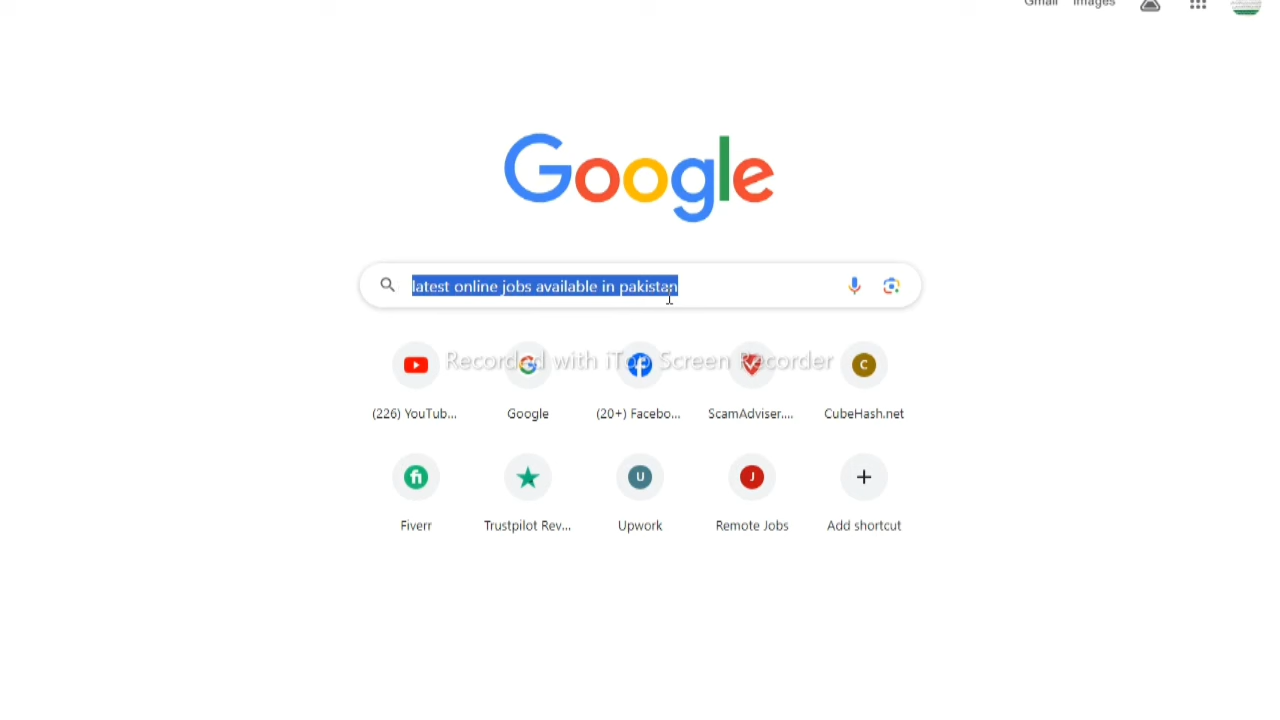 Gmail Images
Google
latest online jobs available in pakistan
Recorded with iTop Screen Recorder
(226) YouTub... Google (20+) Facebo... ScamAdviser.... CubeHash.net
C
U J
Fiverr Trustpilot Rev... Upwork Remote Jobs Add shortcut